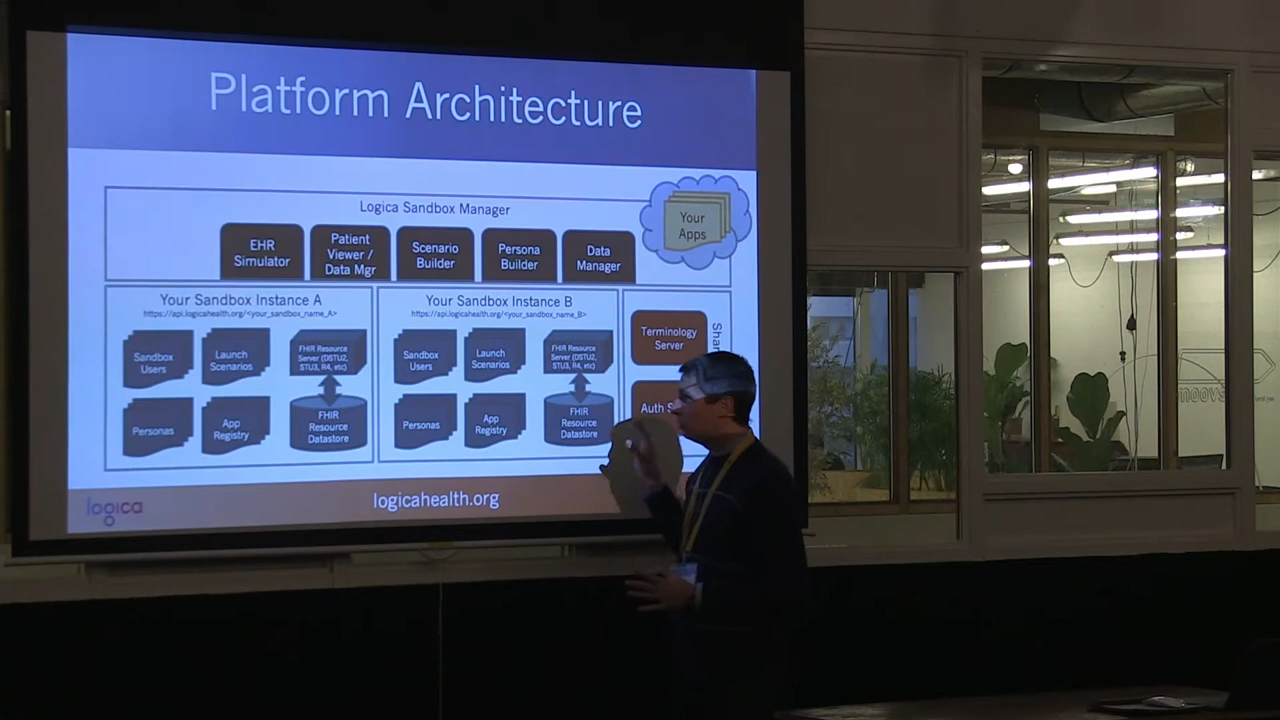 Platform Architecture
Logica Sandbox Manager
Your
Apps
EHR
Simulator
Patient
Viewer /
Data Mgr
Scenario
Builder
Persona
Builder
Data
Manager
Your Sandbox Instance A
https://api.logicahealth.org/<your_sandbox_name_A>
Sandbox
Users
Launch
Scenarios
FHIR Resource
Server (DSTU2,
STU3, R4, etc)
Personas
App
Registry
FHIR
Resource
Datastore
Your Sandbox Instance B
https://api.logicahealth.org/<your_sandbox_name_B>
Sandbox
Users
Launch
Scenarios
FHIR Resource
Server (DSTU2,
STU3, R4, etc)
Personas
App
Registry
FHIR
Resource
Datastore
Terminology
Server
Auth S
Shar
logica
logicahealth.org